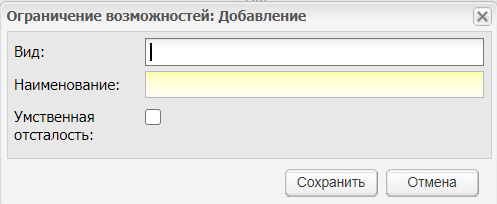 Ограничение возможностей: Добавление
Вид:
Наименование:
Умственная
отсталость:
Сохранить Отмена